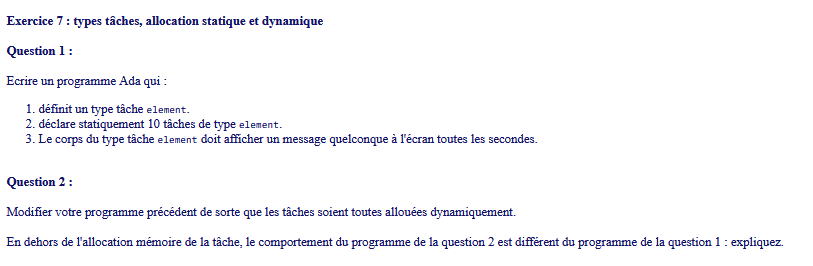 Exercice 7 : types tâches, allocation statique et dynamique
Question 1 :
Ecrire un programme Ada qui :
1. définit un type tâche element.
2. déclare statiquement 10 tâches de type element.
3. Le corps du type tâche element doit afficher un message quelconque à l'écran toutes les secondes.
Question 2 :
Modifier votre programme précédent de sorte que les tâches soient toutes allouées dynamiquement.
En dehors de l'allocation mémoire de la tâche, le comportement du programme de la question 2 est différent du programme de la question 1 : expliquez.